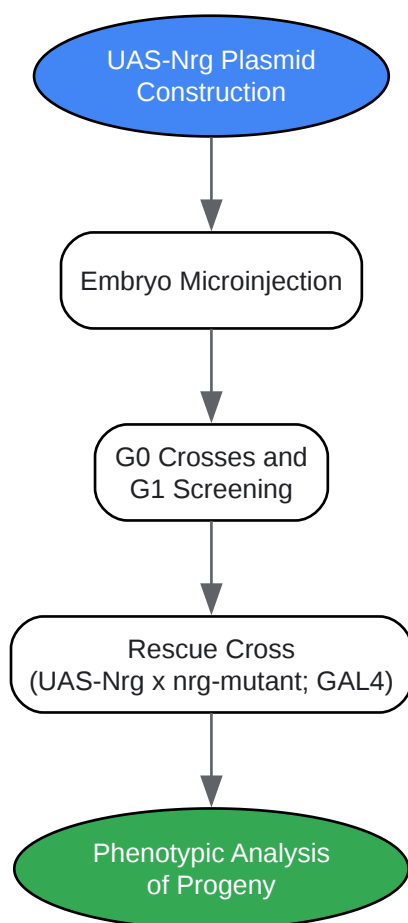 UAS-Nrg Plasmid
Construction
Embryo Microinjection
G0 Crosses and
G1 Screening
Rescue Cross
(UAS-Nrg x nrg-mutant; GAL4)
Phenotypic Analysis
of Progeny